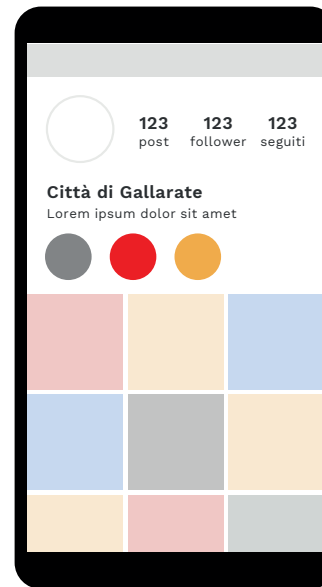 123 123 123
post follower seguiti
Città di Gallarate
Lorem ipsum dolor sit amet